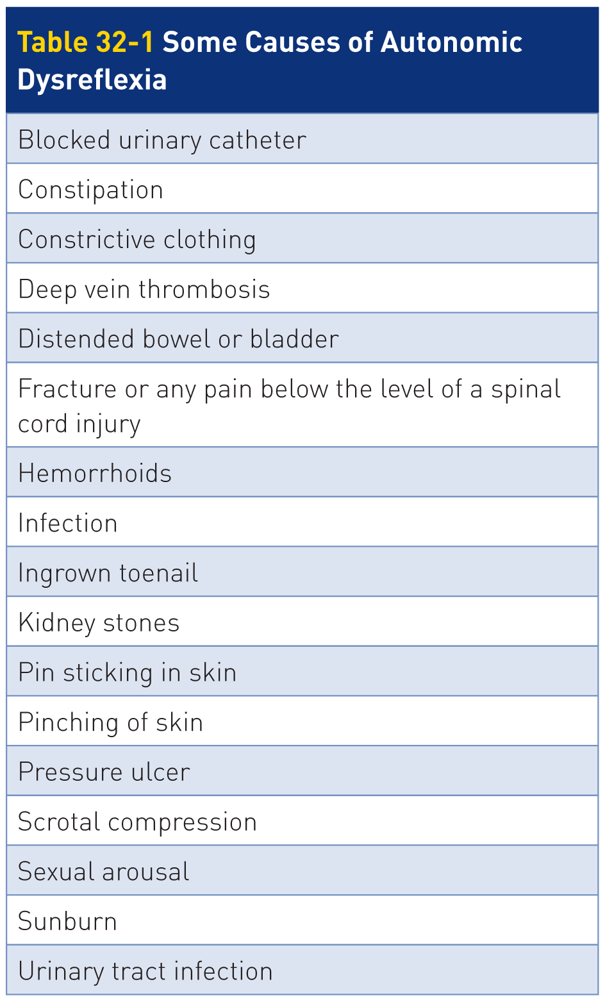 Table 32-1 Some Causes of Autonomic
Dysreflexia
Blocked urinary catheter
Constipation
Constrictive clothing
Deep vein thrombosis
Distended bowel or bladder
Fracture or any pain below the level of a spinal
cord injury
Hemorrhoids
Infection
Ingrown toenail
Kidney stones
Pin sticking in skin
Pinching of skin
Pressure ulcer
Scrotal compression
Sexual arousal
Sunburn
Urinary tract infection